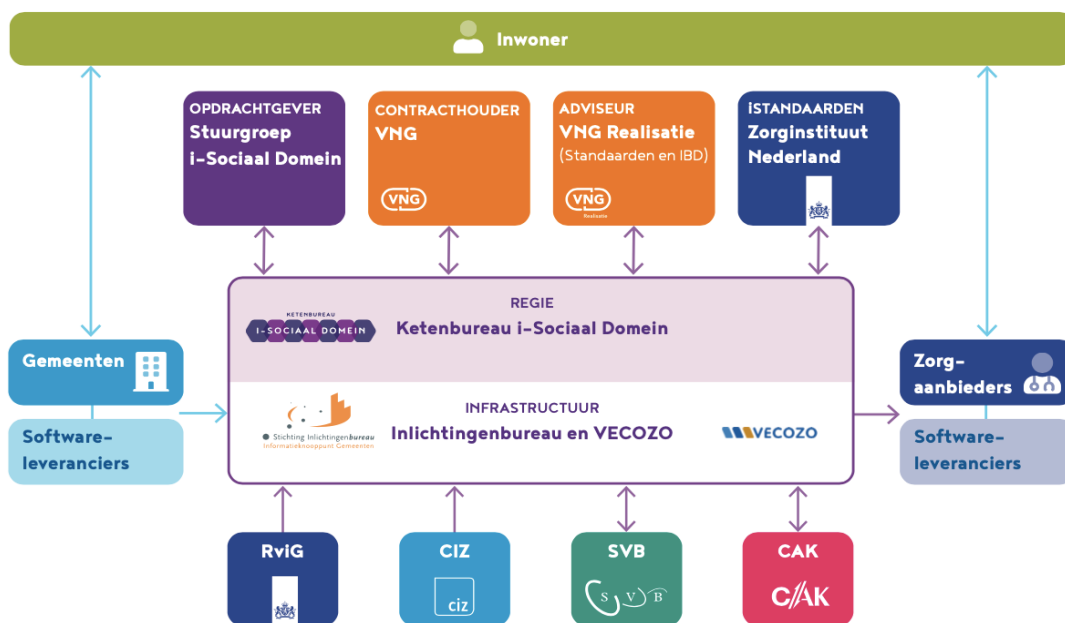 Inwoner
OPDRACHTGEVER
Stuurgroep
i-Sociaal Domein
CONTRACTHOUDER
VNG
VNG
ADVISEUR
VNG Realisatie
(Standaarden en IBD)
VNG
Realisatie
iSTANDAARDEN
Zorginstituut
Nederland
REGIE
KETENBUREAU
I-SOCIAAL DOMEIN
Ketenbureau i-Sociaal Domein
Gemeenten
Software-
leveranciers
Zorg-
aanbieders
Software-
leveranciers
INFRASTRUCTUUR
Stichting Inlichtingenbureau
Informatieknooppunt Gemeenten
Inlichtingenbureau en VECOZO
VECOZO
RviG
CIZ
ciz
SVB
S V B
CAK
CAK